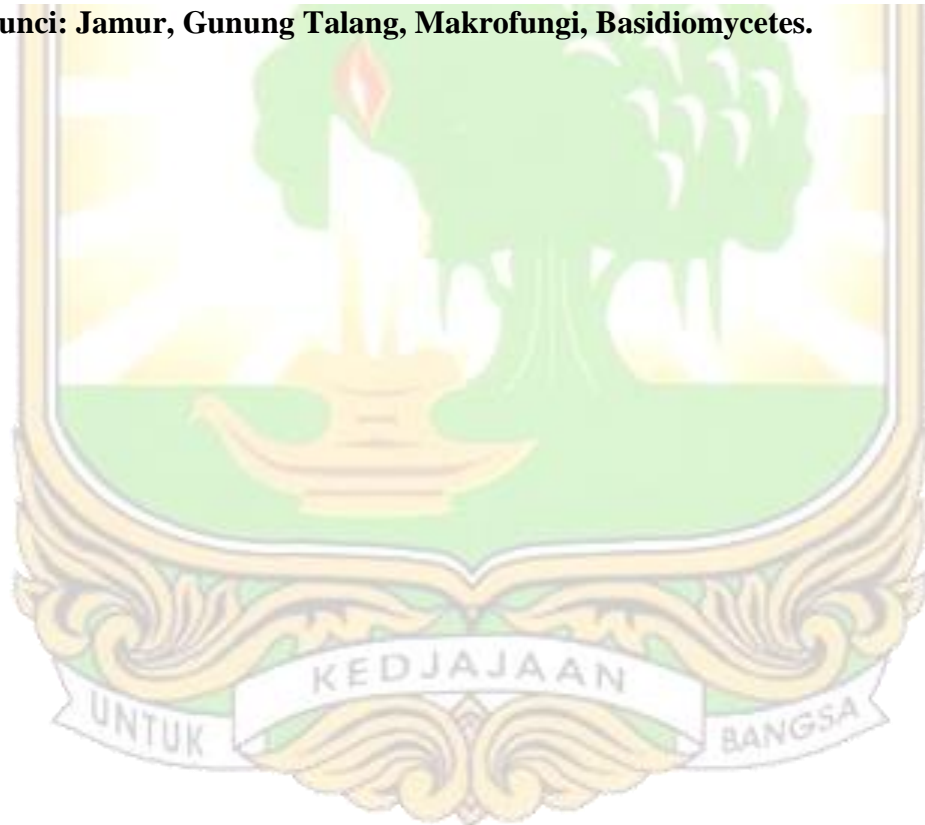 unci: Jamur, Gunung Talang, Makrofungi, Basidiomycetes.
UNTUK KEDJAJAAN BANGSA